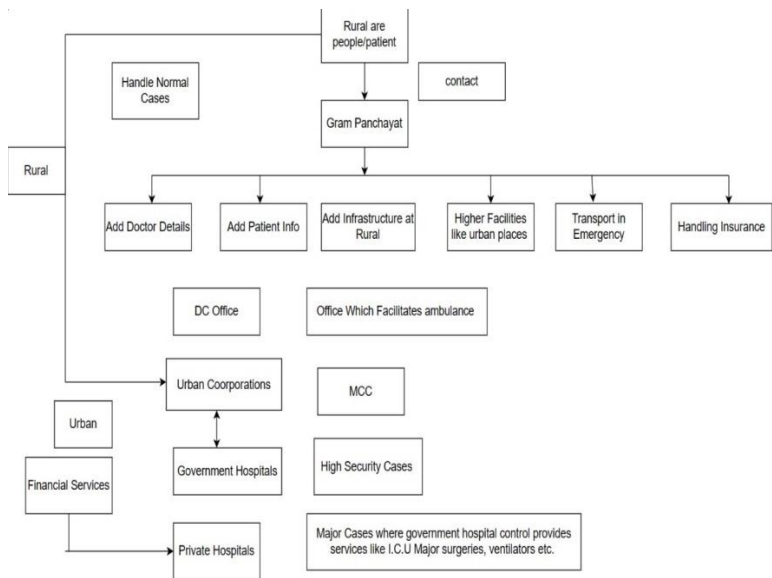 Rural are
people/patient
Handle Normal
Cases
contact
Gram Panchayat
Rural
Add Doctor Details
Add Patient Info
Add Infrastructure at
Rural
Higher Facilities
like urban places
Transport in
Emergency
Handling Insurance
DC Office
Office Which Facilitates ambulance
Urban Coorporations
MCC
Urban
Government Hospitals
High Security Cases
Financial Services
Private Hospitals
Major Cases where government hospital control provides
services like I.C.U Major surgeries, ventilators etc.